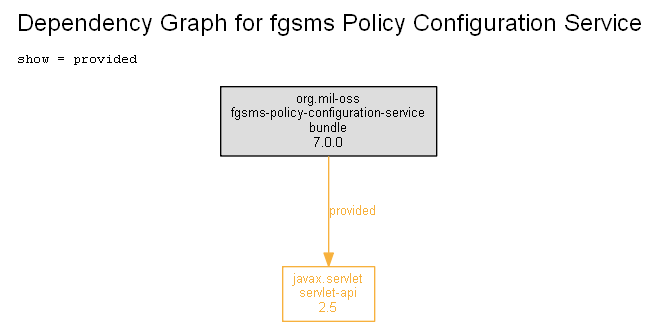 Dependency Graph for fgsms Policy Configuration Service
show = provided
org.mil-oss
fgsms-policy-configuration-service
bundle
7.0.0
provided
javax.servlet
servlet-api
2.5